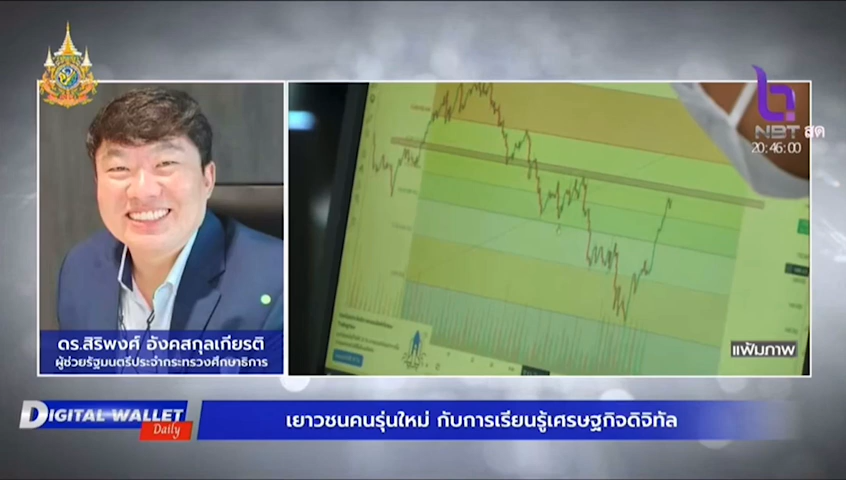 NBT สด
20:46:00
ดร.สิริพงศ์ อังคสกุลเกียรติ
ผู้ช่วยรัฐมนตรีประจำกระทรวงศึกษาธิการ
แฟ้มภาพ
DIGITAL WALLET
Daily
เยาวชนคนรุ่นใหม่ กับการเรียนรู้เศรษฐกิจดิจิทัล